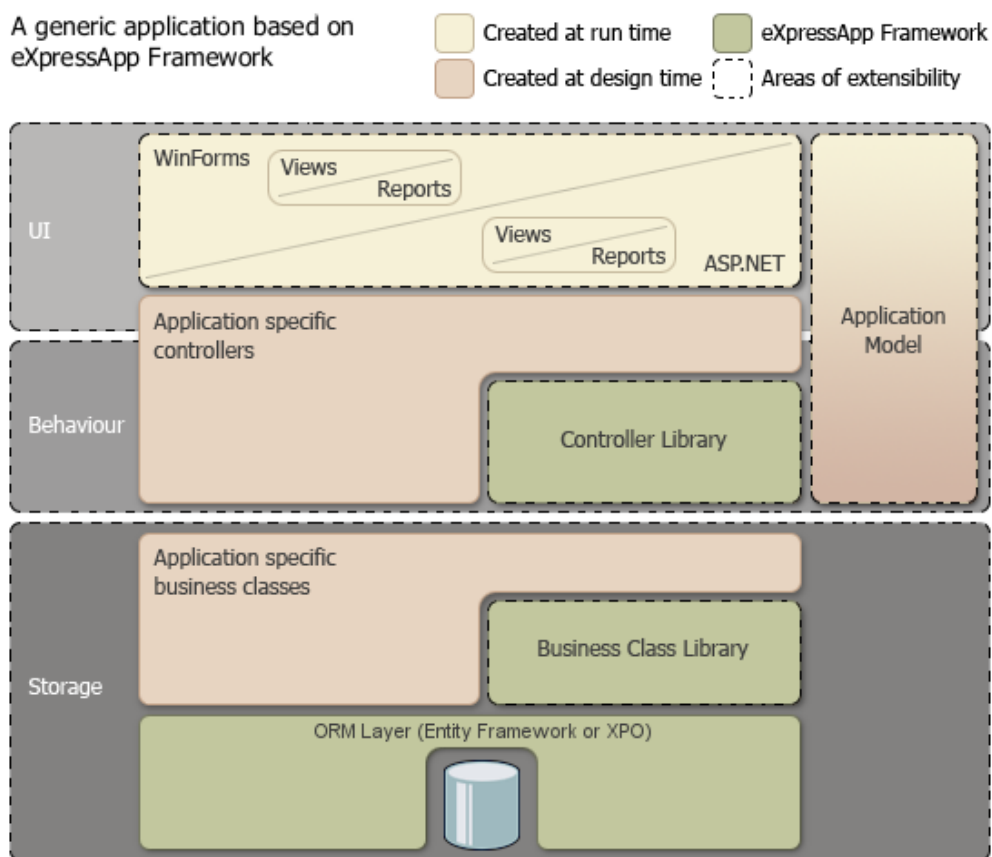 A generic application based on
eXpressApp Framework
Created at run time
eXpressApp Framework
Created at design time
Areas of extensibility
UI
WinForms
Views
Reports
Views
Reports
ASP.NET
Application specific
controllers
Application
Model
Behaviour
Controller Library
Storage
Application specific
business classes
Business Class Library
ORM Layer (Entity Framework or XPO)